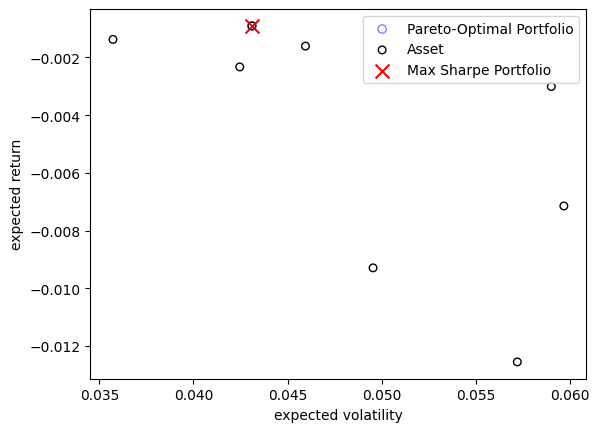 Pareto-Optimal Portfolio
Asset
Max Sharpe Portfolio
−0.002
−0.004
−0.006
−0.008
−0.010
−0.012
expected return
0.035 0.040 0.045 0.050 0.055 0.060
expected volatility